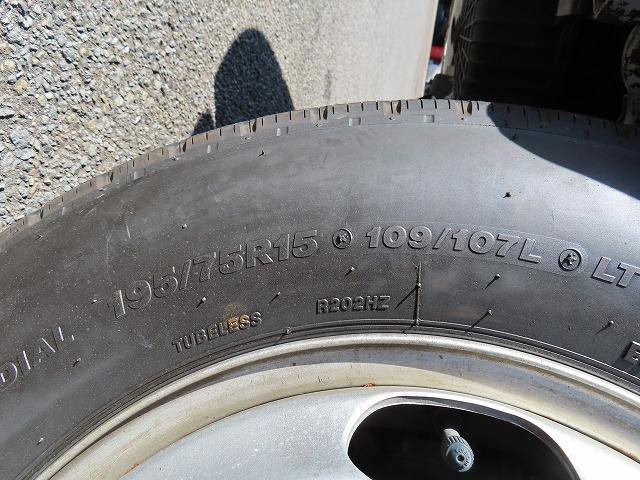 DIAL 195/75R15 109/107L LT
TUBELESS R202HZ